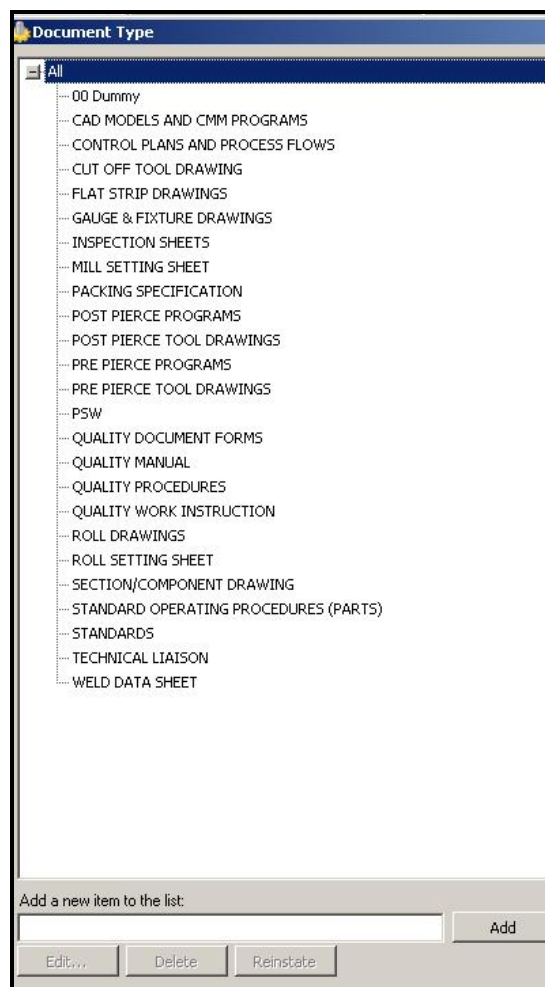 Document Type
All
00 Dummy
CAD MODELS AND CMM PROGRAMS
CONTROL PLANS AND PROCESS FLOWS
CUT OFF TOOL DRAWING
FLAT STRIP DRAWINGS
GAUGE & FIXTURE DRAWINGS
INSPECTION SHEETS
MILL SETTING SHEET
PACKING SPECIFICATION
POST PIERCE PROGRAMS
POST PIERCE TOOL DRAWINGS
PRE PIERCE PROGRAMS
PRE PIERCE TOOL DRAWINGS
PSW
QUALITY DOCUMENT FORMS
QUALITY MANUAL
QUALITY PROCEDURES
QUALITY WORK INSTRUCTION
ROLL DRAWINGS
ROLL SETTING SHEET
SECTION/COMPONENT DRAWING
STANDARD OPERATING PROCEDURES (PARTS)
STANDARDS
TECHNICAL LIAISON
WELD DATA SHEET
Add a new item to the list:
Add
Edit... Delete Reinstate